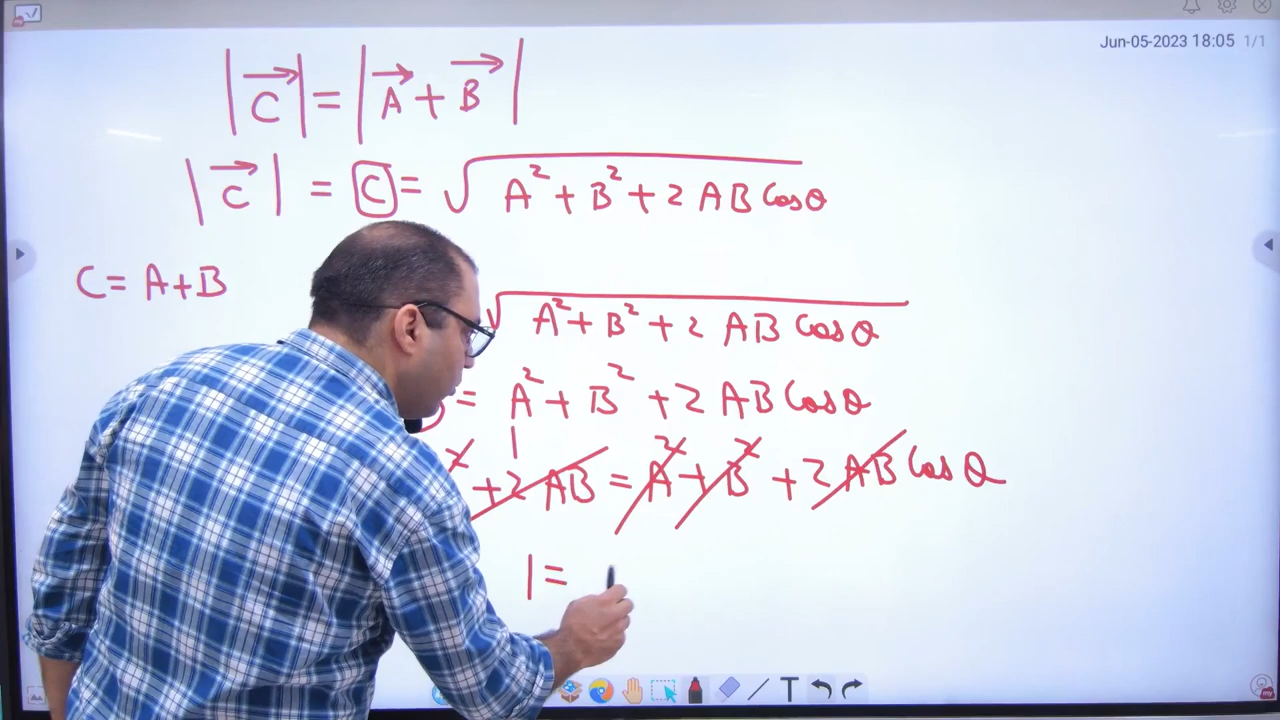 Jun-05-2023 18:05 1/1
|C⃗| = |A⃗ + B⃗|
|C⃗| = C = √(A² + B² + 2 AB Cosθ)
C = A+B
√(A² + B² + 2 AB Cosθ)
= A² + B² + 2 AB Cosθ
1
+ 2 AB = A² + B² + 2 AB Cosθ
1 =
T